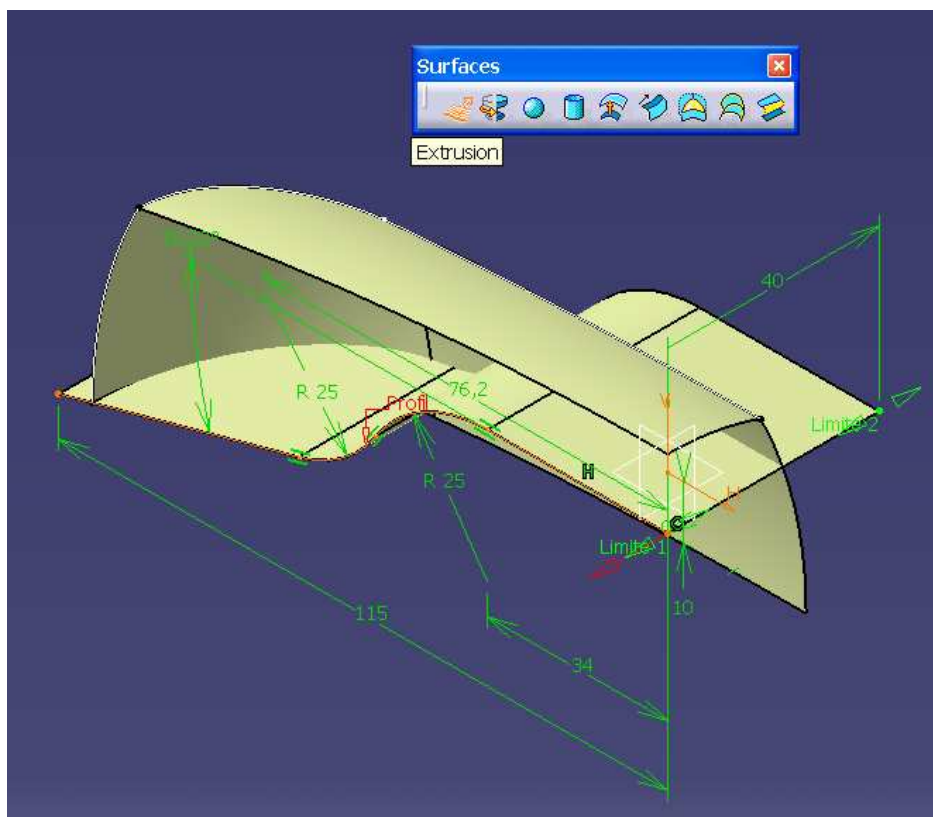 Surfaces
Extrusion
40
R 25
76,2
Profil
Limite 2
R 25
H
Limite 1
115
10
34